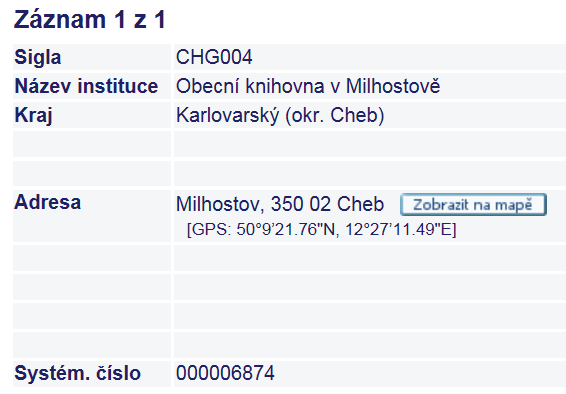 Záznam 1 z 1
Sigla CHG004
Název instituce Obecní knihovna v Milhostově
Kraj Karlovarský (okr. Cheb)
Adresa Milhostov, 350 02 Cheb Zobrazit na mapě
[GPS: 50°9'21.76"N, 12°27'11.49"E]
Systém. číslo 000006874